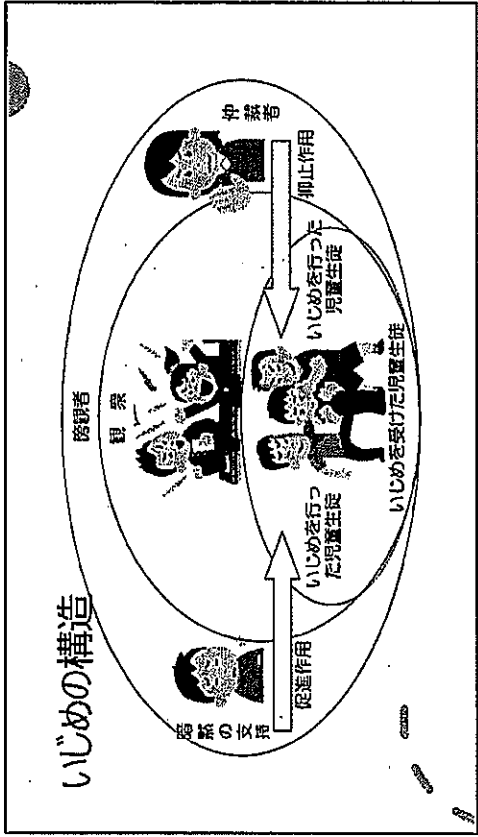 いじめの構造
傍観者
観衆
暗黙の支持
促進作用
いじめを行っ
た児童生徒
いじめを行った
児童生徒
いじめを受けた児童生徒
仲裁者
抑止作用